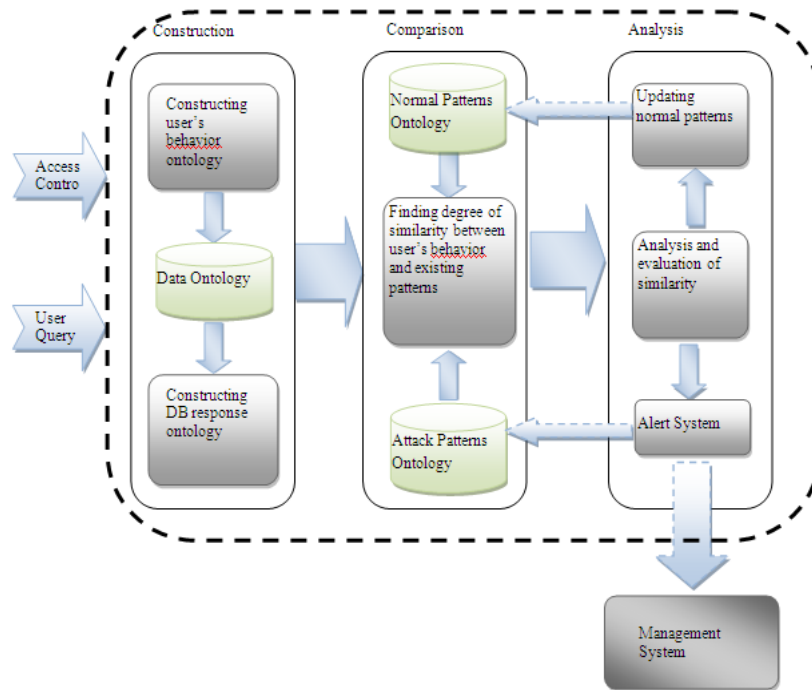 Construction
Comparison
Analysis
Access
Contro
User
Query
Constructing
user's
behavior
ontology
Data Ontology
Constructing
DB response
ontology
Normal Patterns
Ontology
Finding degree of
similarity between
user's behavior
and existing
patterns
Attack Patterns
Ontology
Updating
normal patterns
Analysis and
evaluation of
similarity
Alert System
Management
System